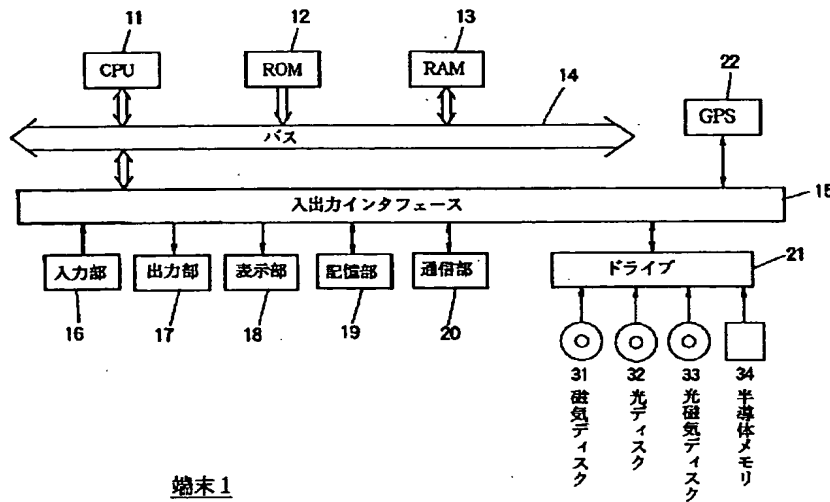 11
12
13
CPU
ROM
RAM
22
14
GPS
バス
15
入出力インタフェース
入力部
出力部
表示部
記憶部
通信部
ドライブ
21
16
17
18
19
20
31
32
33
34
磁気ディスク
光ディスク
光磁気ディスク
半導体メモリ
端末1